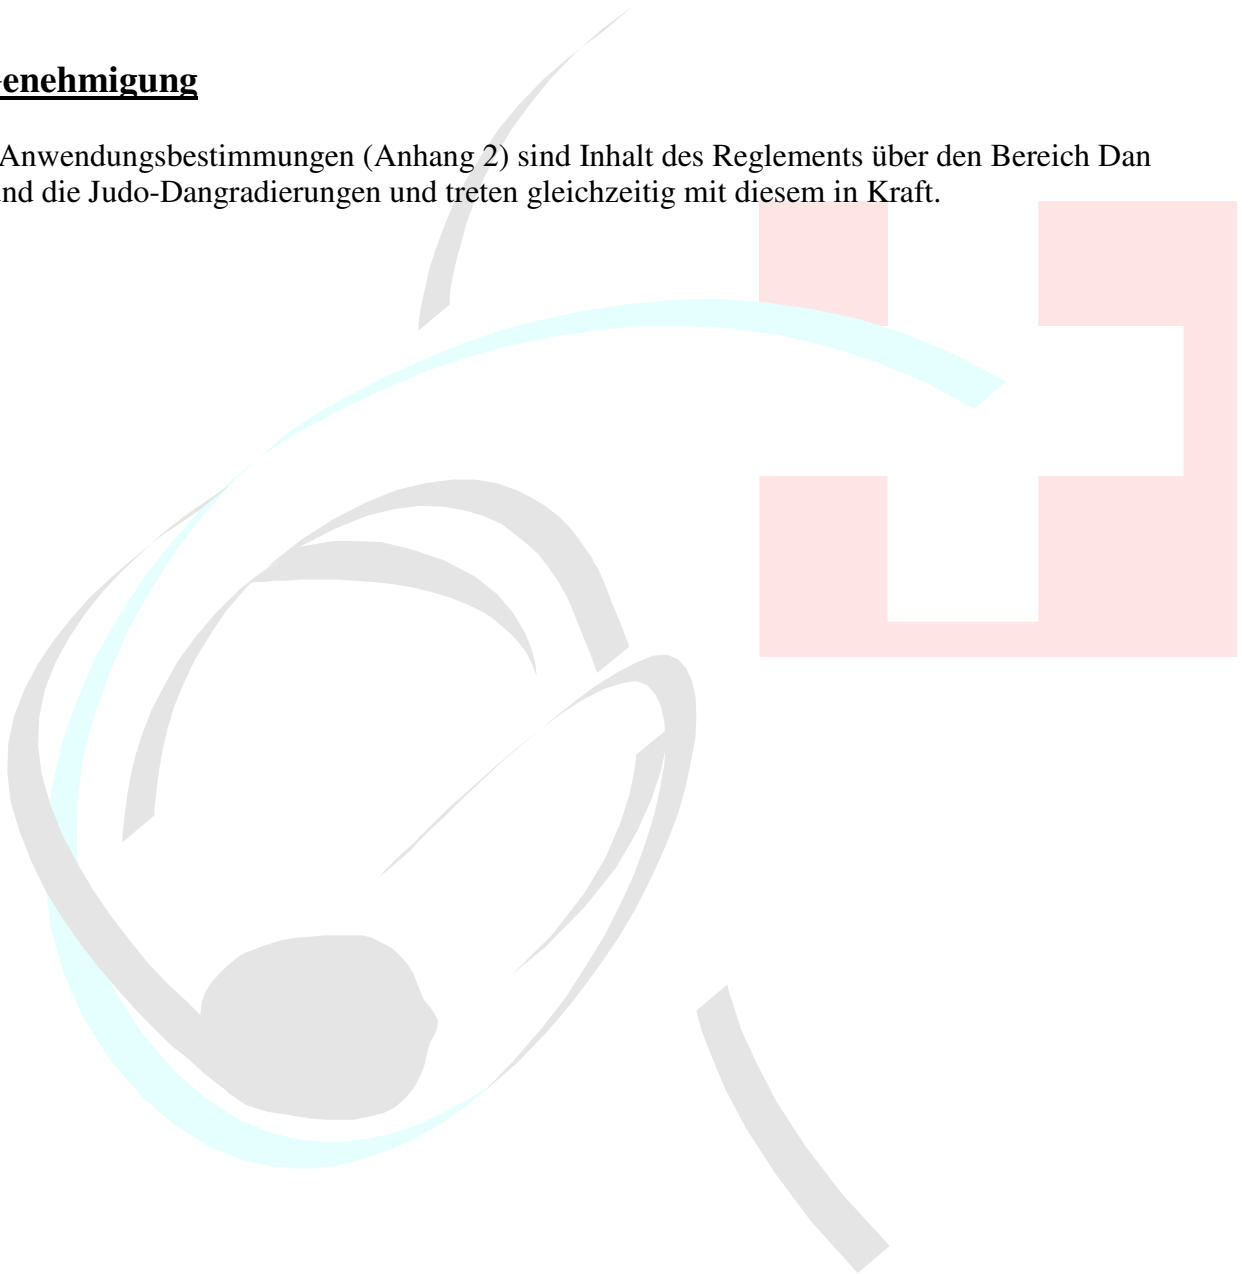 enehmigung
Anwendungsbestimmungen (Anhang 2) sind Inhalt des Reglements über den Bereich Dan
nd die Judo-Dangradierungen und treten gleichzeitig mit diesem in Kraft.